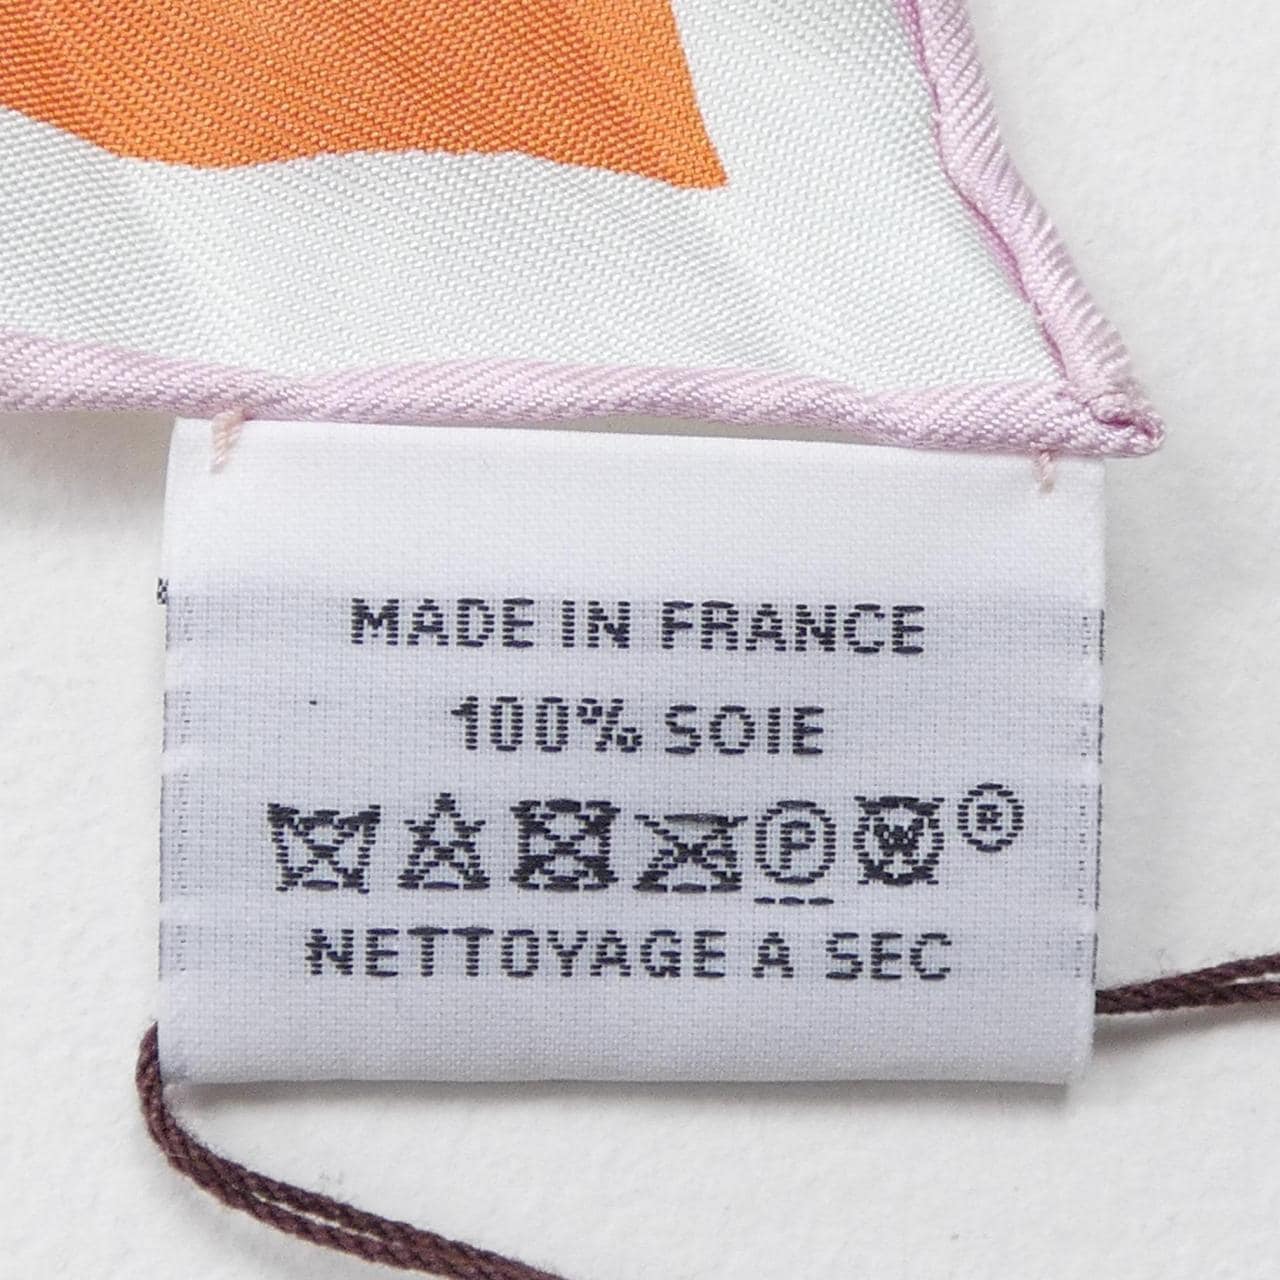 MADE IN FRANCE
100% SOIE
P W ®
NETTOYAGE A SEC